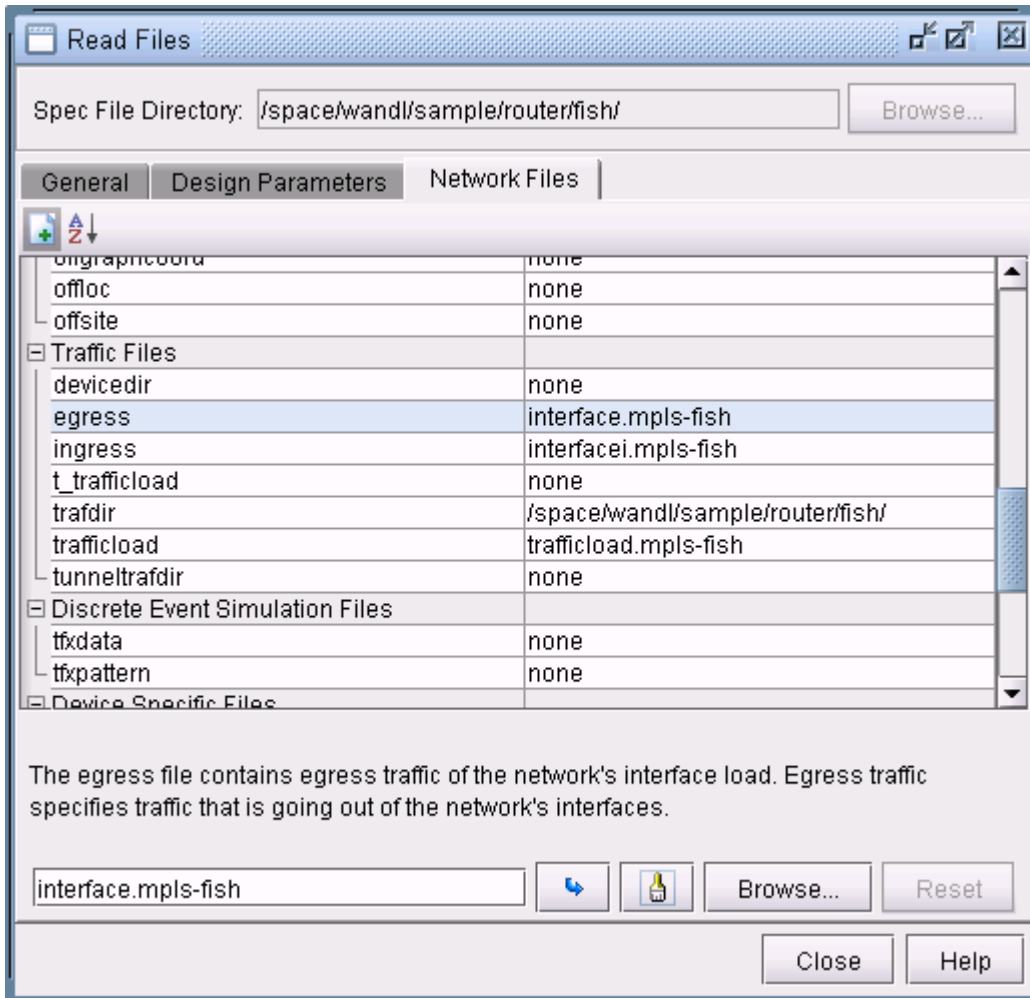 Read Files
Spec File Directory: /space/wandl/sample/router/fish/ Browse...
General Design Parameters Network Files
none
offloc none
offsite none
Traffic Files
devicedir none
egress interface.mpls-fish
ingress interfacei.mpls-fish
t_trafficload none
trafdir /space/wandl/sample/router/fish/
trafficload trafficload.mpls-fish
tunneltrafdir none
Discrete Event Simulation Files
tfxdata none
tfxpattern none
Device Specific Files
The egress file contains egress traffic of the network's interface load. Egress traffic
specifies traffic that is going out of the network's interfaces.
interface.mpls-fish Browse... Reset
Close Help